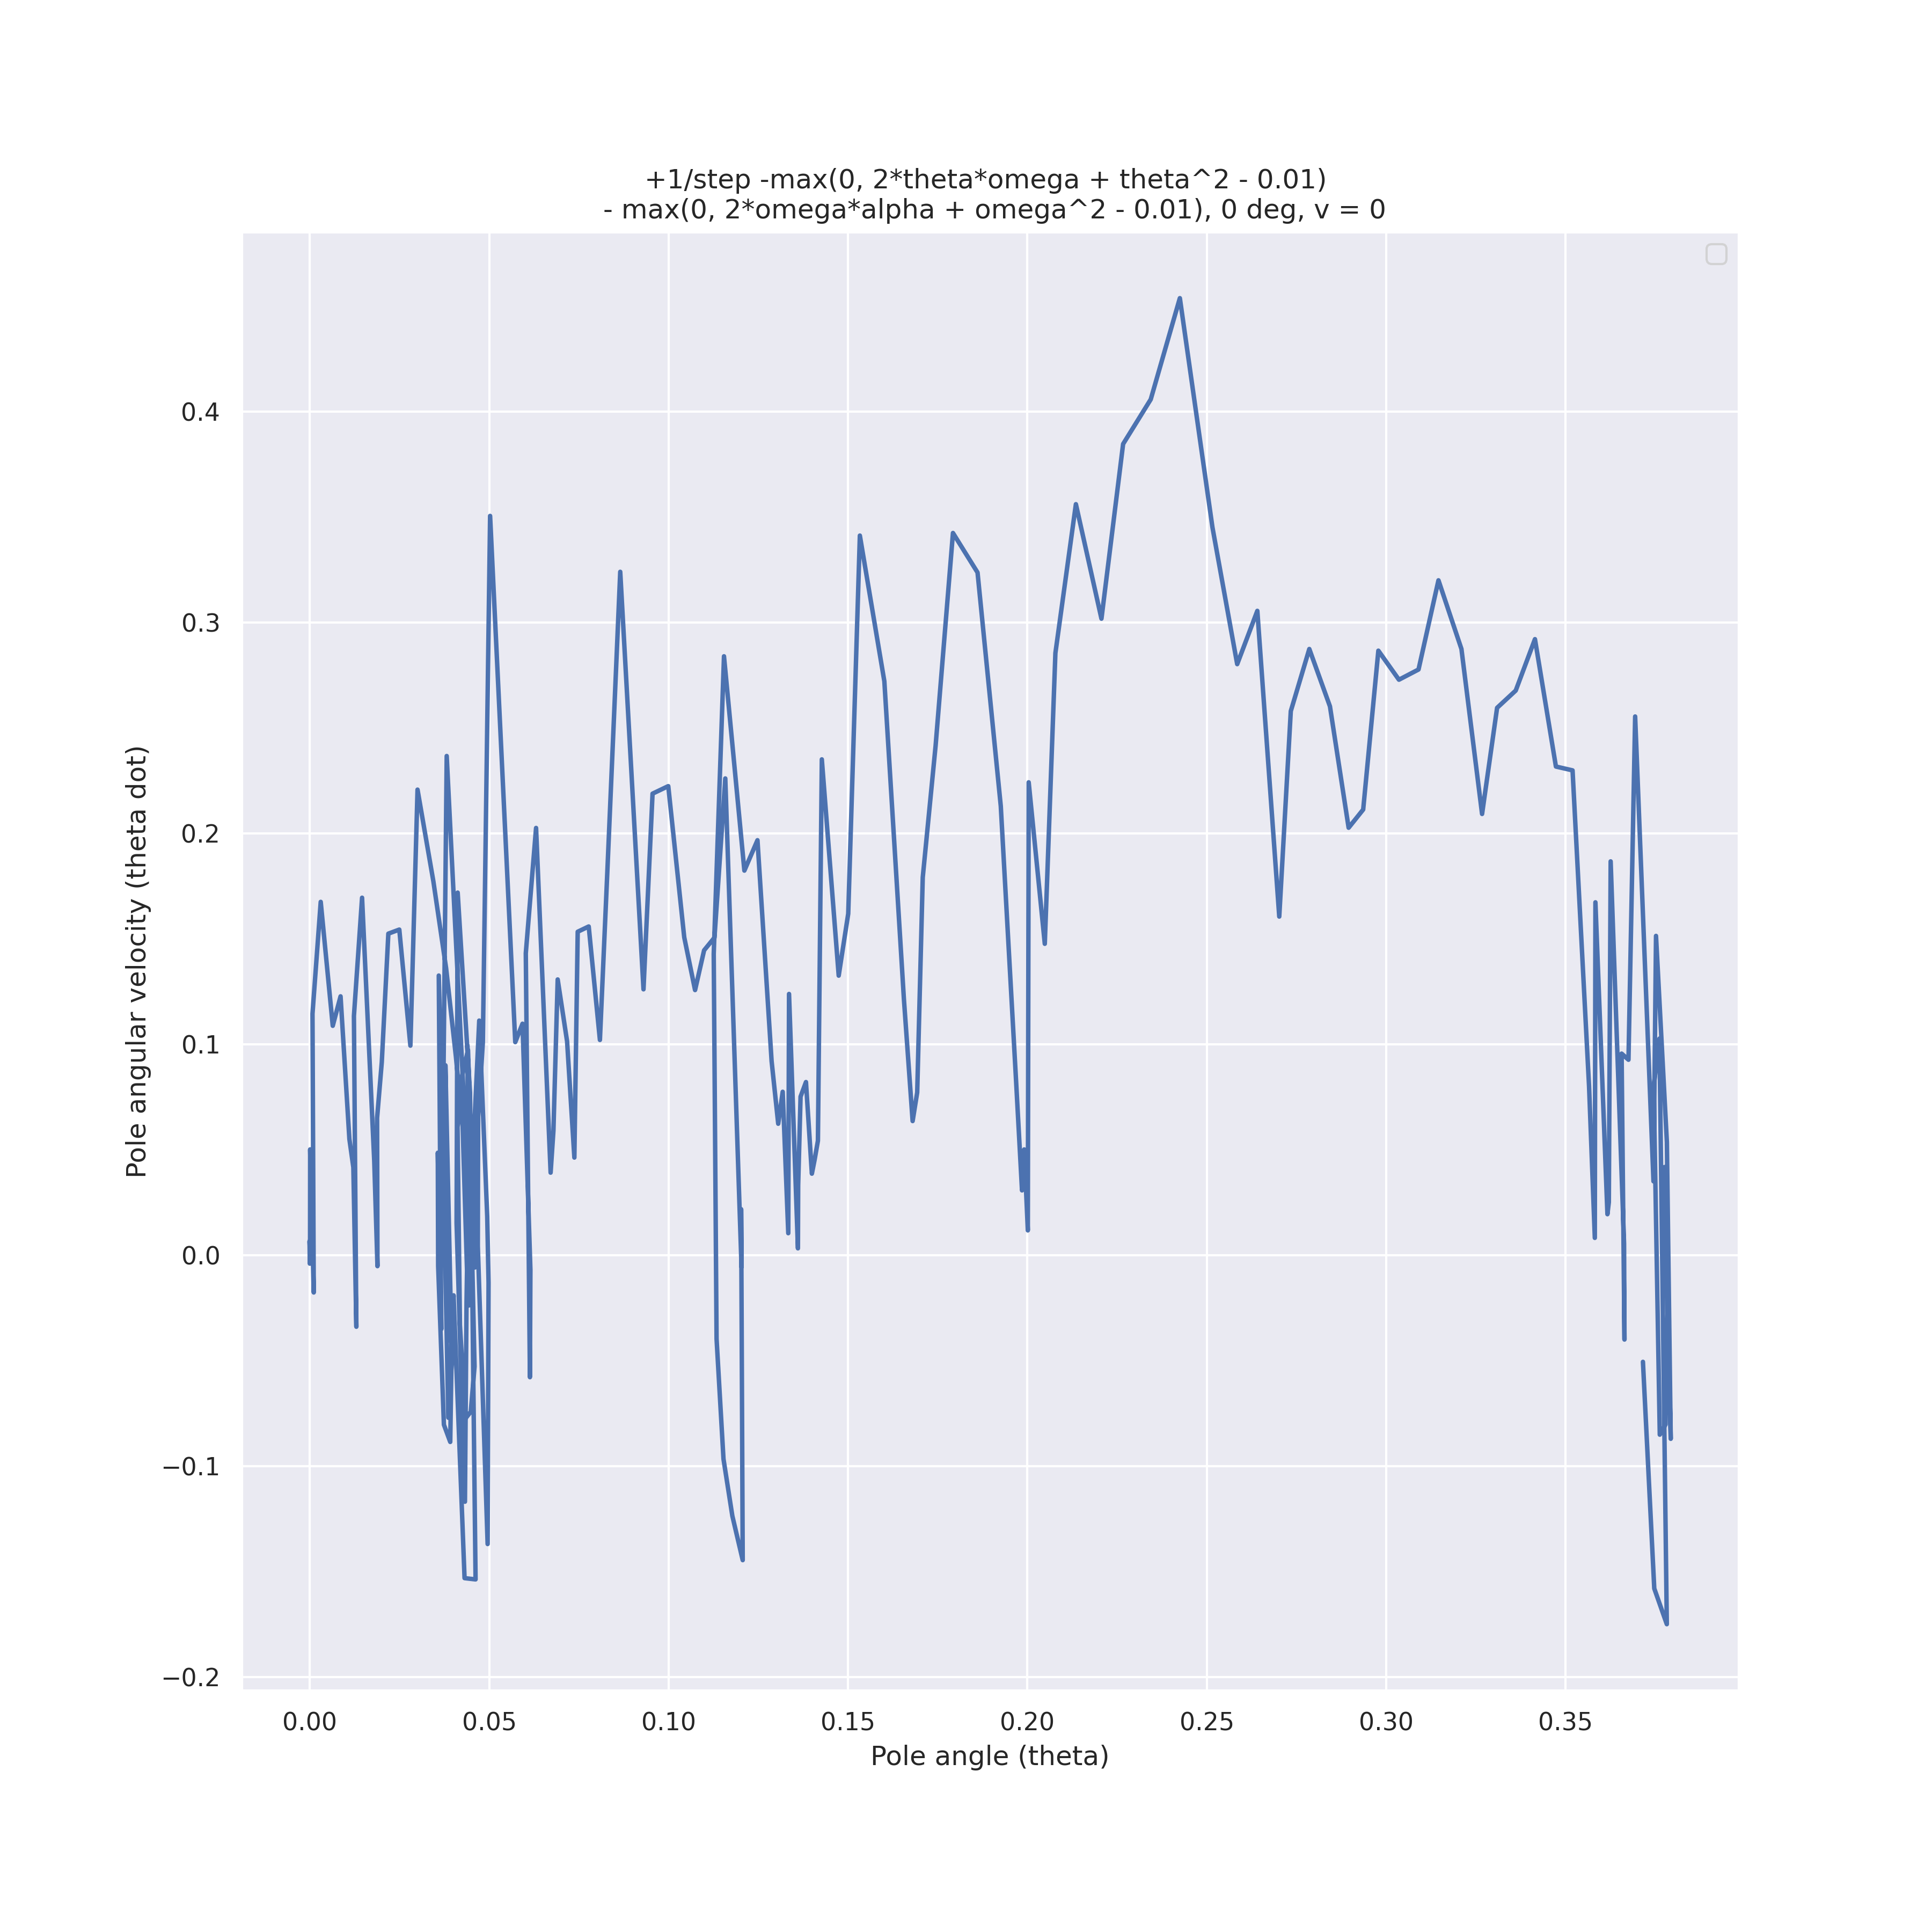 +1/step -max(0, 2*theta*omega + theta^2 - 0.01)
- max(0, 2*omega*alpha + omega^2 - 0.01), 0 deg, v = 0
Pole angular velocity (theta dot)
0.4
0.3
0.2
0.1
0.0
−0.1
−0.2
0.00 0.05 0.10 0.15 0.20 0.25 0.30 0.35
Pole angle (theta)